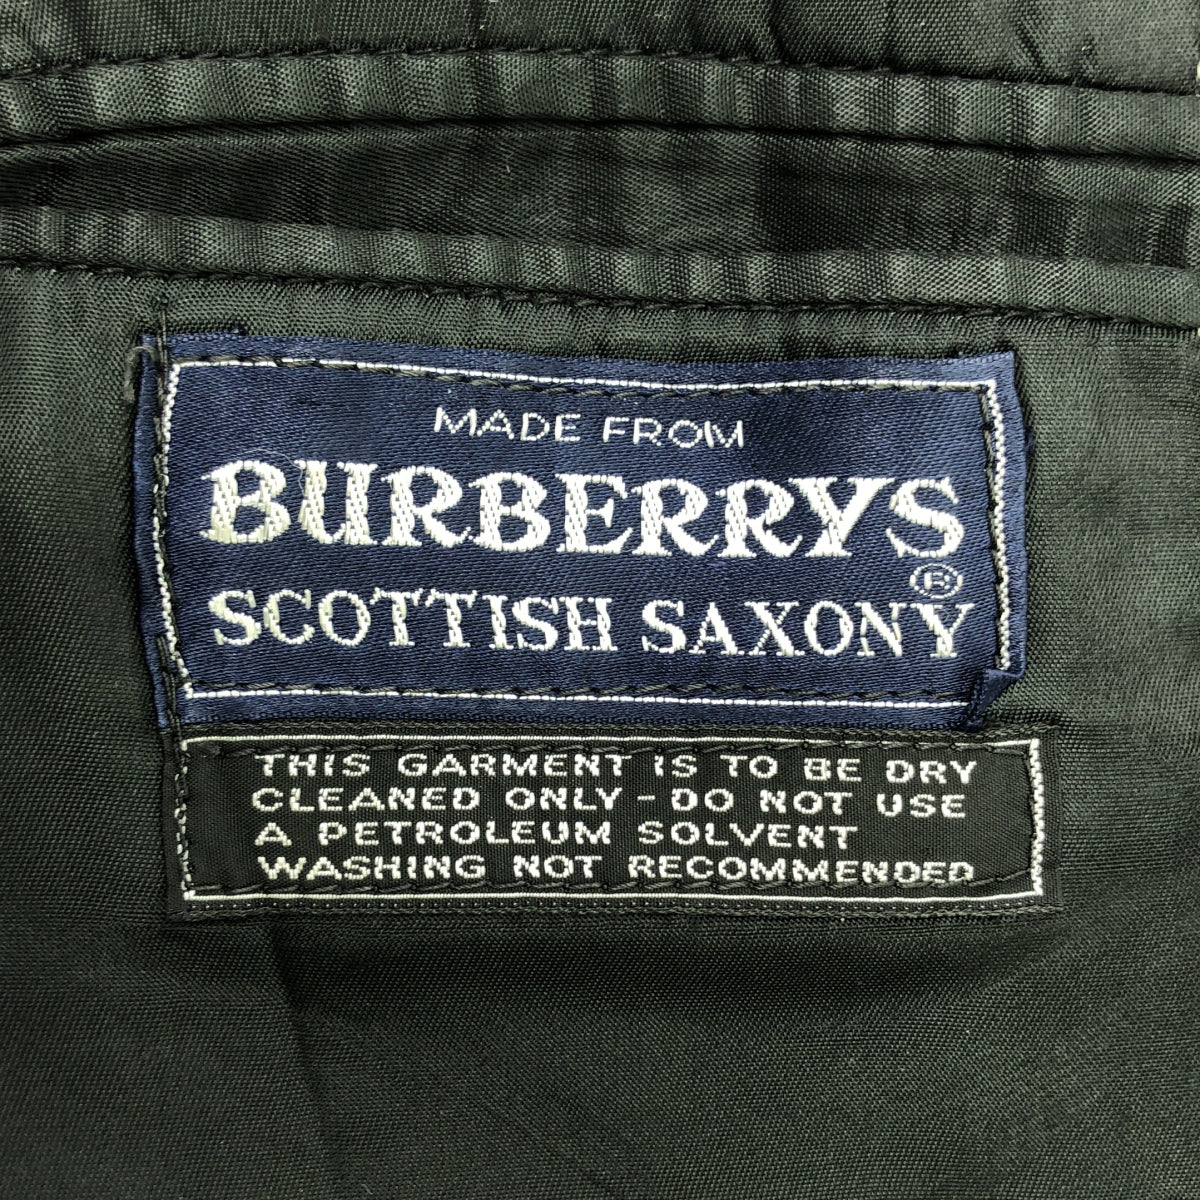 MADE FROM
BURBERRYS
®
SCOTTISH SAXONY
THIS GARMENT IS TO BE DRY
CLEANED ONLY - DO NOT USE
A PETROLEUM SOLVENT
WASHING NOT RECOMMENDED